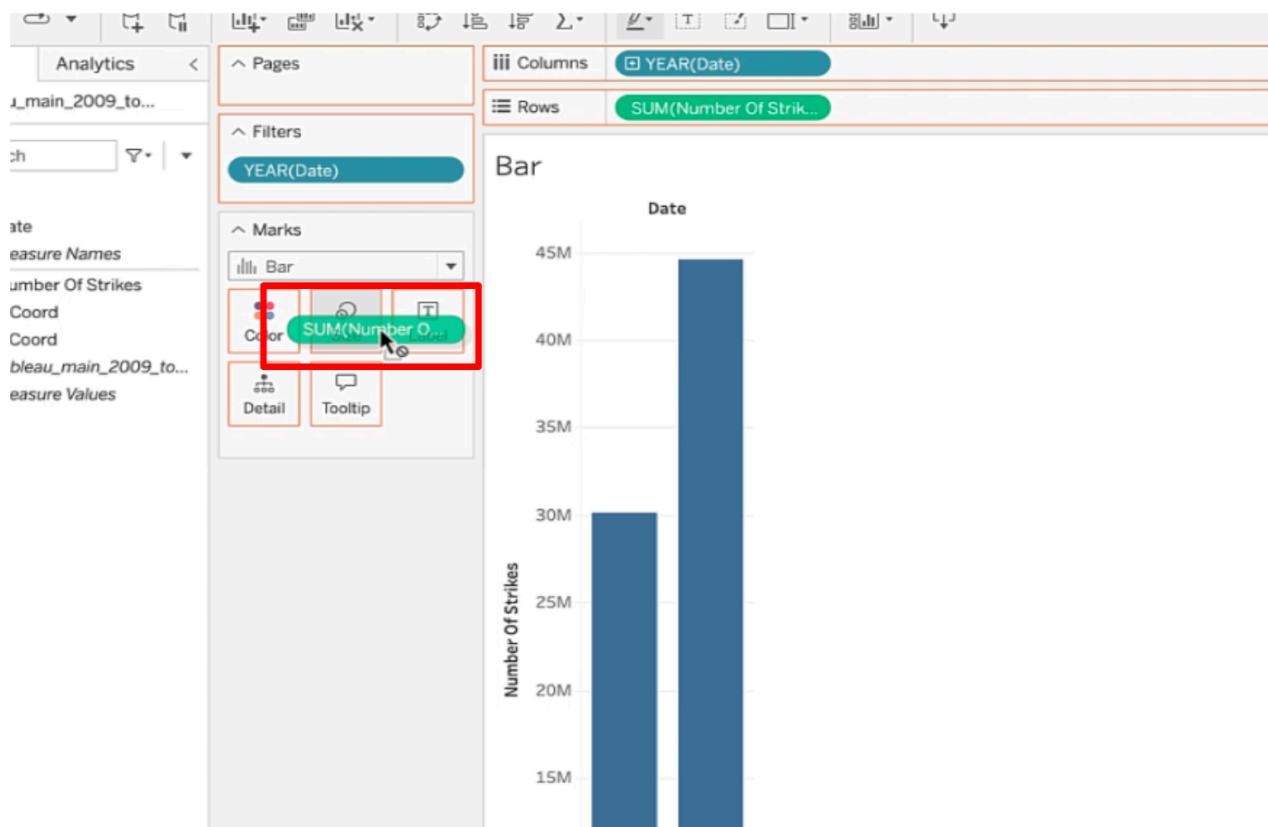 Analytics
u_main_2009_to...
ch
ate
easure Names
umber Of Strikes
Coord
Coord
bleau_main_2009_to...
easure Values
Pages
Filters
YEAR(Date)
Marks
Bar
Color
SUM(Number O...
Label
Detail
Tooltip
Columns
YEAR(Date)
Rows
SUM(Number Of Strik...
Bar
Date
Number Of Strikes
45M
40M
35M
30M
25M
20M
15M